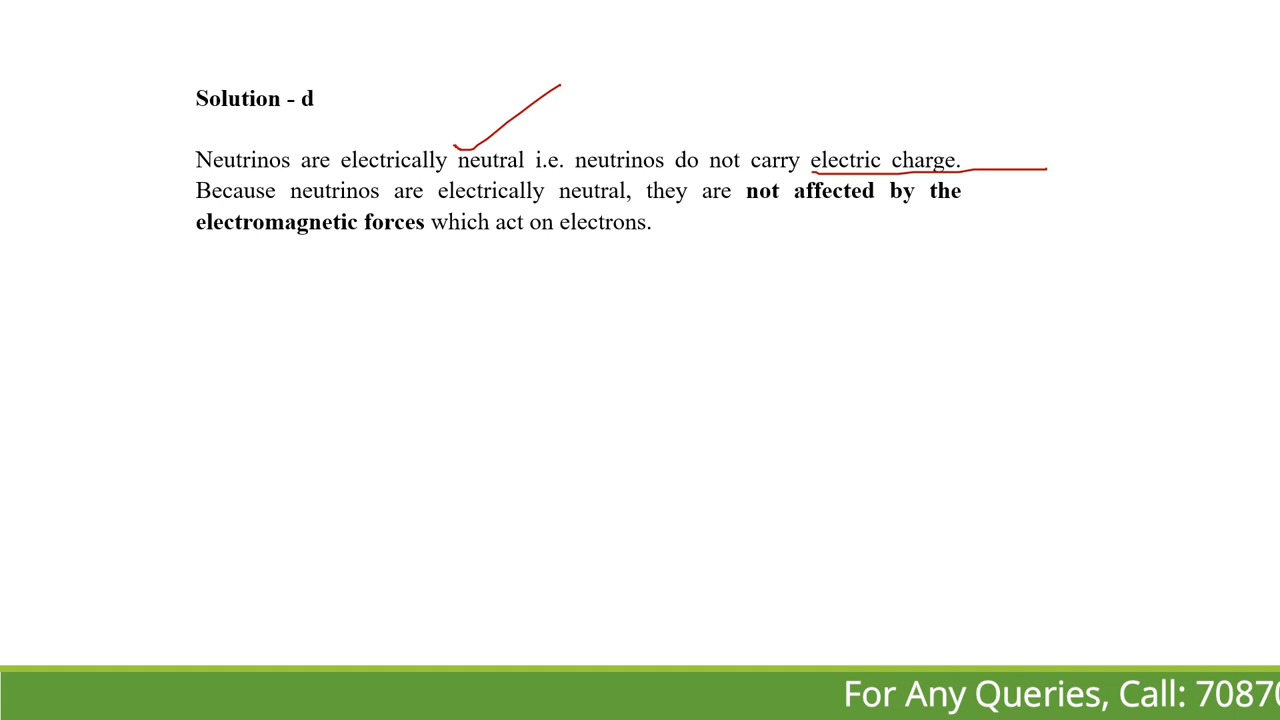 Solution - d
Neutrinos are electrically neutral i.e. neutrinos do not carry electric charge.
Because neutrinos are electrically neutral, they are not affected by the
electromagnetic forces which act on electrons.
For Any Queries, Call: 7087